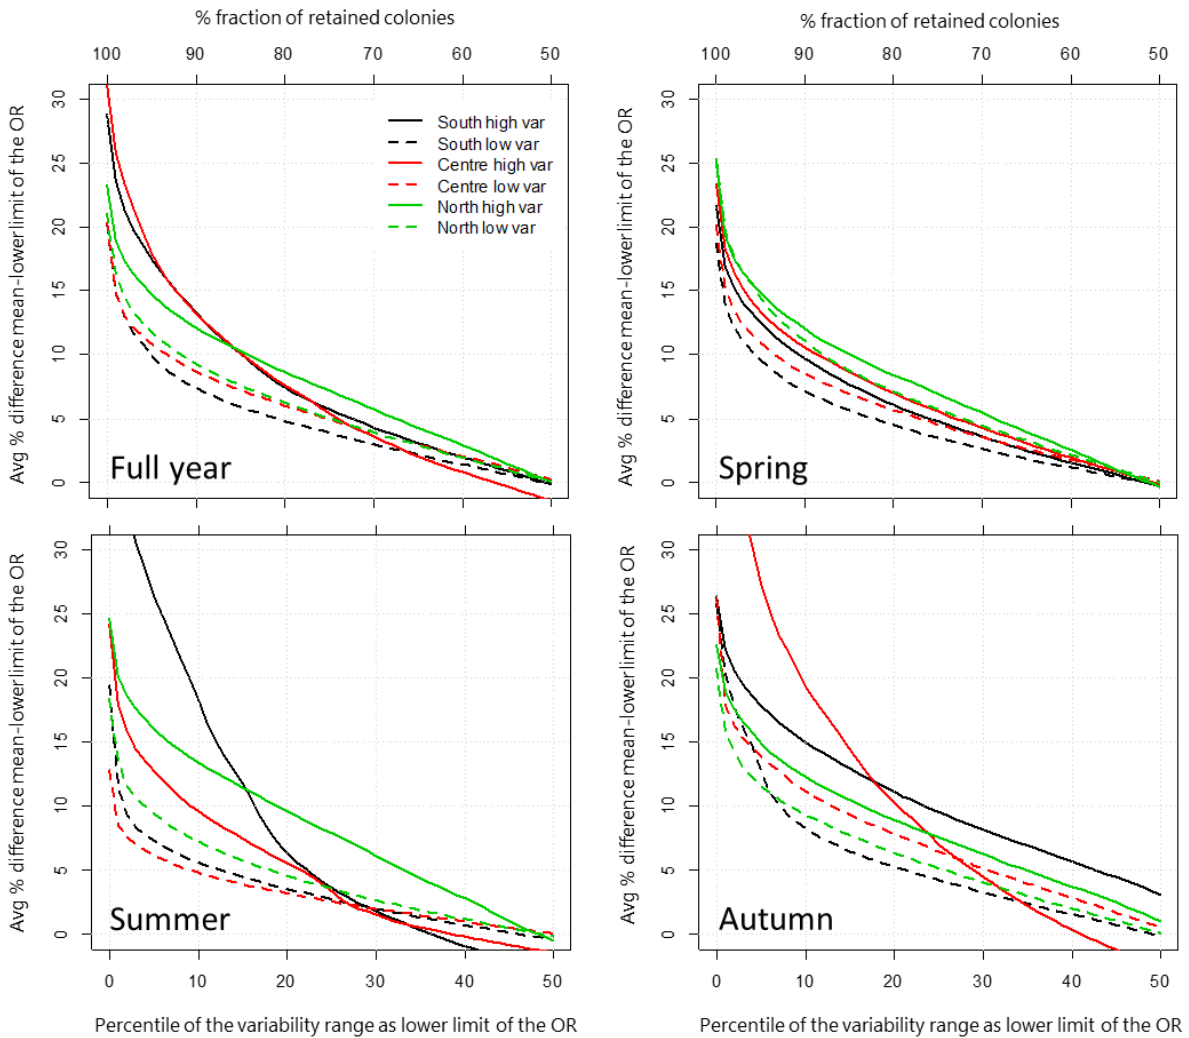 % fraction of retained colonies
% fraction of retained colonies
100 90 80 70 60 50
100 90 80 70 60 50
Avg % difference mean-lower limit of the OR
30
25
20
15
10
5
0
South high var
South low var
Centre high var
Centre low var
North high var
North low var
Full year
Avg % difference mean-lower limit of the OR
30
25
20
15
10
5
0
Spring
Avg % difference mean-lower limit of the OR
30
25
20
15
10
5
0
Summer
Avg % difference mean-lower limit of the OR
30
25
20
15
10
5
0
Autumn
0 10 20 30 40 50
0 10 20 30 40 50
Percentile of the variability range as lower limit of the OR
Percentile of the variability range as lower limit of the OR